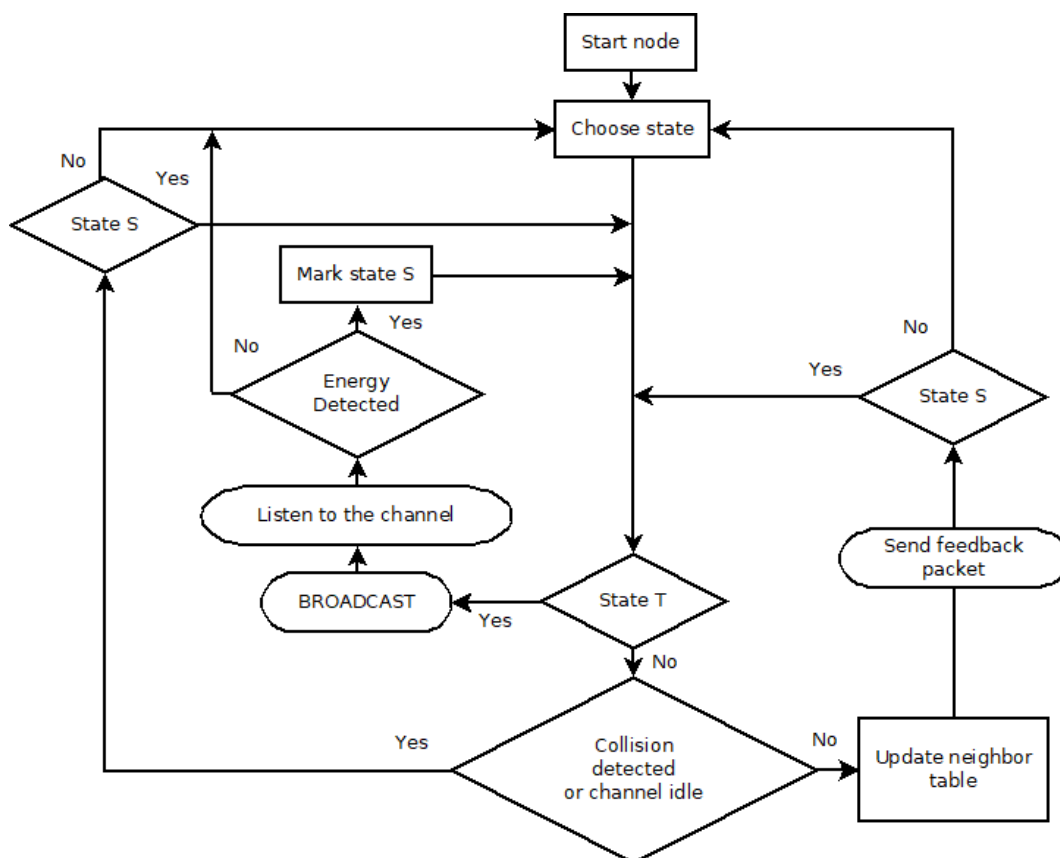 Start node
Choose state
No
Yes
State S
Mark state S
Yes
No
Energy
Detected
No
Yes
State S
Listen to the channel
Send feedback
packet
BROADCAST
Yes
State T
No
Yes
Collision
detected
or channel idle
No
Update neighbor
table